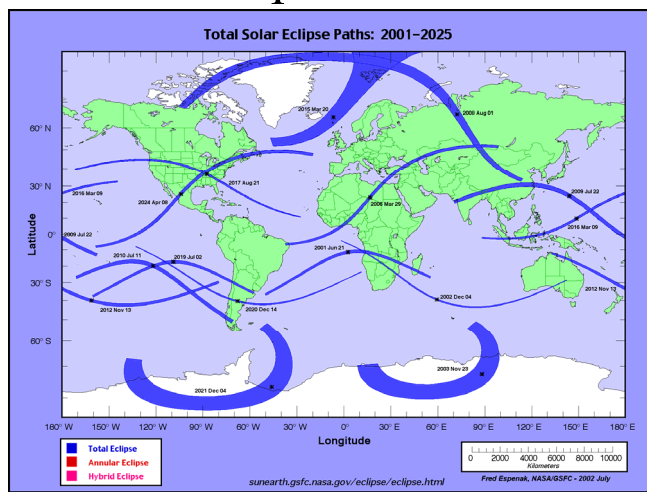 Total Solar Eclipse Paths: 2001–2025
2015 Mar 20
2008 Aug 01
60° N
2017 Aug 21
30° N
2016 Mar 09
2009 Jul 22
2024 Apr 08
2006 Mar 29
2016 Mar 09
Latitude
0°
2009 Jul 22
2001 Jun 21
2010 Jul 11
2019 Jul 02
30° S
2012 Nov 13
2020 Dec 14
2002 Dec 04
2012 Nov 13
60° S
2021 Dec 04
2003 Nov 23
90° S
180° W 150° W 120° W 90° W 60° W 30° W 0° 30° E 60° E 90° E 120° E 150° E 180° E
Longitude
Total Eclipse
Annular Eclipse
Hybrid Eclipse
0 2000 4000 6000 8000 10000
Kilometers
sunearth.gsfc.nasa.gov/eclipse/eclipse.html
Fred Espenak, NASA/GSFC - 2002 July